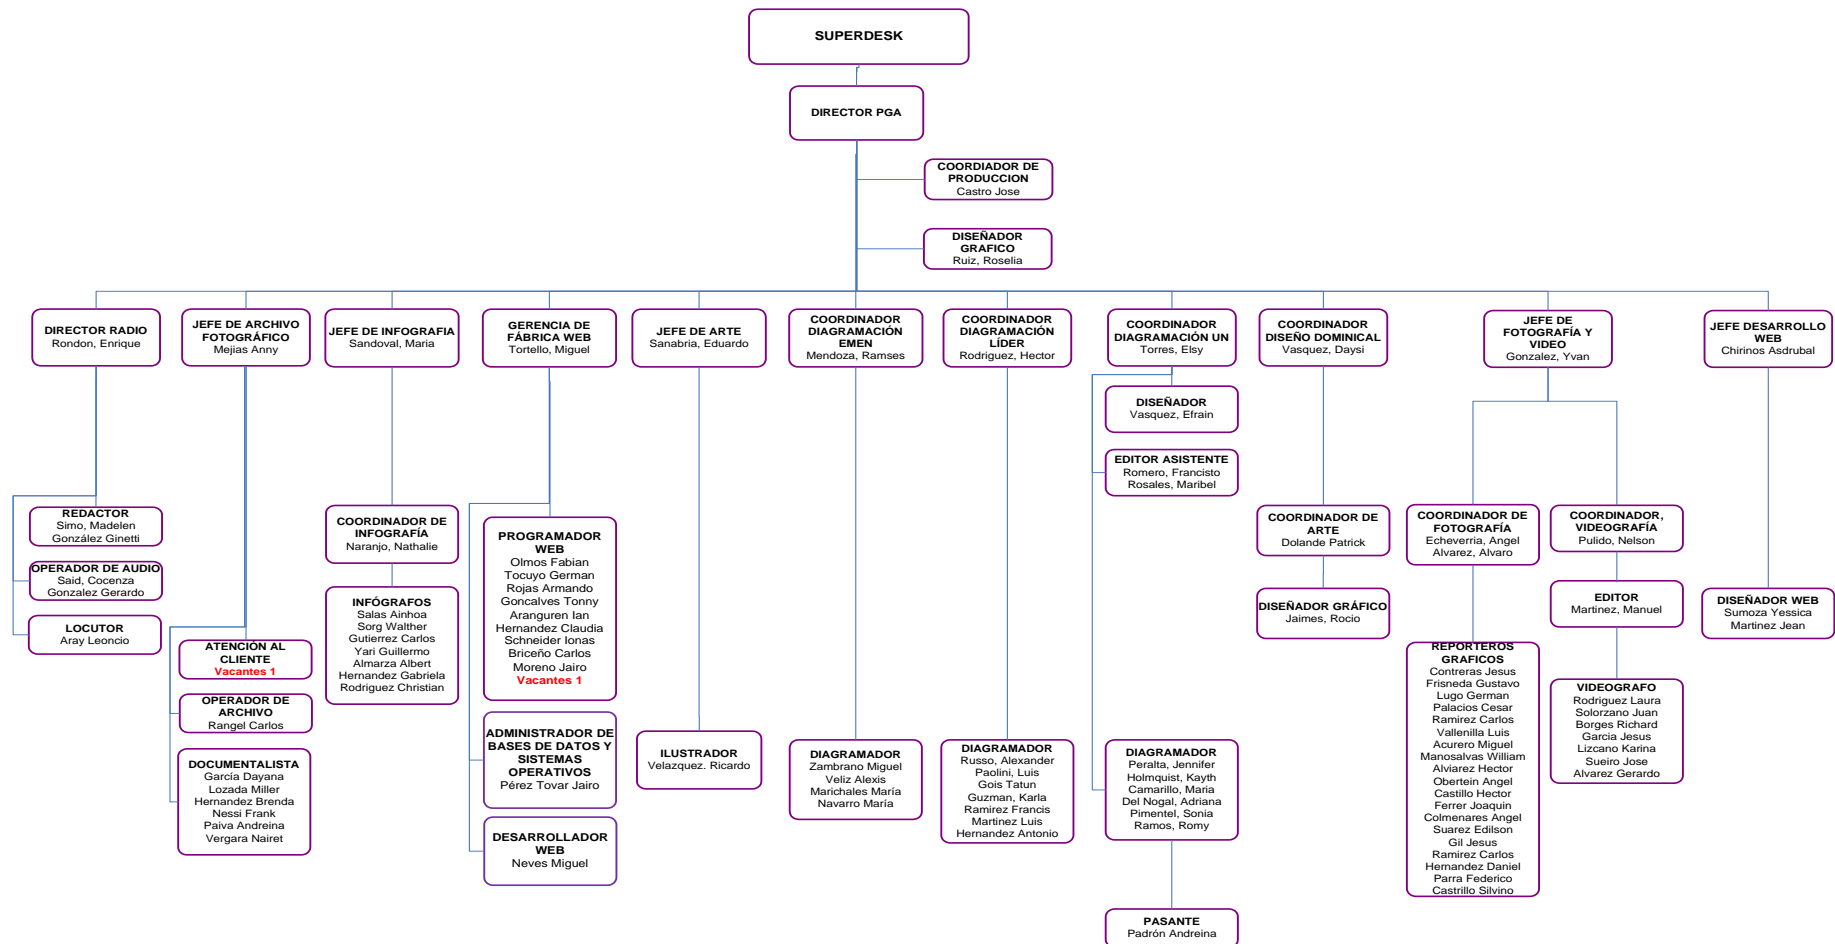 SUPERDESK
DIRECTOR PGA
COORDIADOR DE
PRODUCCION
Castro Jose
DISEÑADOR
GRAFICO
Ruiz, Roselia
DIRECTOR RADIO
Rondon, Enrique
JEFE DE ARCHIVO
FOTOGRÁFICO
Mejias Anny
JEFE DE INFOGRAFIA
Sandoval, Maria
GERENCIA DE
FÁBRICA WEB
Tortello, Miguel
JEFE DE ARTE
Sanabria, Eduardo
COORDINADOR
DIAGRAMACIÓN
EMEN
Mendoza, Ramses
COORDINADOR
DIAGRAMACIÓN
LÍDER
Rodriguez, Hector
COORDINADOR
DIAGRAMACIÓN UN
Torres, Elsy
COORDINADOR
DISEÑO DOMINICAL
Vasquez, Daysi
JEFE DE
FOTOGRAFÍA Y
VIDEO
Gonzalez, Yvan
JEFE DESARROLLO
WEB
Chirinos Asdrubal
REDACTOR
Simo, Madelen
González Ginetti
OPERADOR DE AUDIO
Said, Cocenza
Gonzalez Gerardo
LOCUTOR
Aray Leoncio
ATENCIÓN AL
CLIENTE
Vacantes 1
OPERADOR DE
ARCHIVO
Rangel Carlos
DOCUMENTALISTA
García Dayana
Lozada Miller
Hernandez Brenda
Nessi Frank
Paiva Andreina
Vergara Nairet
COORDINADOR DE
INFOGRAFÍA
Naranjo, Nathalie
INFÓGRAFOS
Salas Ainhoa
Sorg Walther
Gutierrez Carlos
Yari Guillermo
Almarza Albert
Hernandez Gabriela
Rodriguez Christian
PROGRAMADOR
WEB
Olmos Fabian
Tocuyo German
Rojas Armando
Goncalves Tonny
Aranguren Ian
Hernandez Claudia
Schneider Ionas
Briceño Carlos
Moreno Jairo
Vacantes 1
ADMINISTRADOR DE
BASES DE DATOS Y
SISTEMAS
OPERATIVOS
Pérez Tovar Jairo
DESARROLLADOR
WEB
Neves Miguel
ILUSTRADOR
Velazquez. Ricardo
DIAGRAMADOR
Zambrano Miguel
Veliz Alexis
Marichales María
Navarro María
DIAGRAMADOR
Russo, Alexander
Paolini, Luis
Gois Tatun
Guzman, Karla
Ramirez Francis
Martinez Luis
Hernandez Antonio
DISEÑADOR
Vasquez, Efrain
EDITOR ASISTENTE
Romero, Francisto
Rosales, Maribel
DIAGRAMADOR
Peralta, Jennifer
Holmquist, Kayth
Camarillo, Maria
Del Nogal, Adriana
Pimentel, Sonia
Ramos, Romy
PASANTE
Padrón Andreina
COORDINADOR DE
ARTE
Dolande Patrick
DISEÑADOR GRÁFICO
Jaimes, Rocio
COORDINADOR DE
FOTOGRAFÍA
Echeverria, Angel
Alvarez, Alvaro
REPORTEROS
GRAFICOS
Contreras Jesus
Frisneda Gustavo
Lugo German
Palacios Cesar
Ramirez Carlos
Vallenilla Luis
Acurero Miguel
Manosalvas William
Alviarez Hector
Obertein Angel
Castillo Hector
Ferrer Joaquin
Colmenares Angel
Suarez Edilson
Gil Jesus
Ramirez Carlos
Hernandez Daniel
Parra Federico
Castrillo Silvino
COORDINADOR,
VIDEOGRAFÍA
Pulido, Nelson
EDITOR
Martinez, Manuel
VIDEOGRAFO
Rodriguez Laura
Solorzano Juan
Borges Richard
Garcia Jesus
Lizcano Karina
Sueiro Jose
Alvarez Gerardo
DISEÑADOR WEB
Sumoza Yessica
Martinez Jean